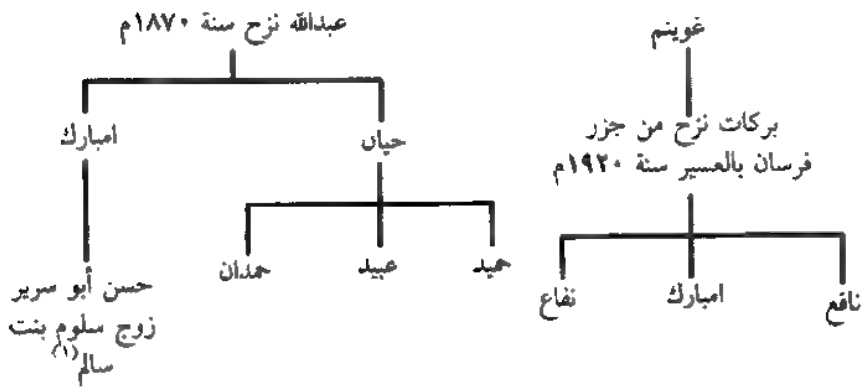 غوينم
بركات نزح من جزر
فرسان بالعسير سنة ١٩٢٠م
نافع
امبارك
نفاع
عبدالله نزح سنة ١٨٧٠م
حيان
امبارك
حميد
عبيد
حمدان
حسن أبو سرير
زوج سلوم بنت
سالم(١)